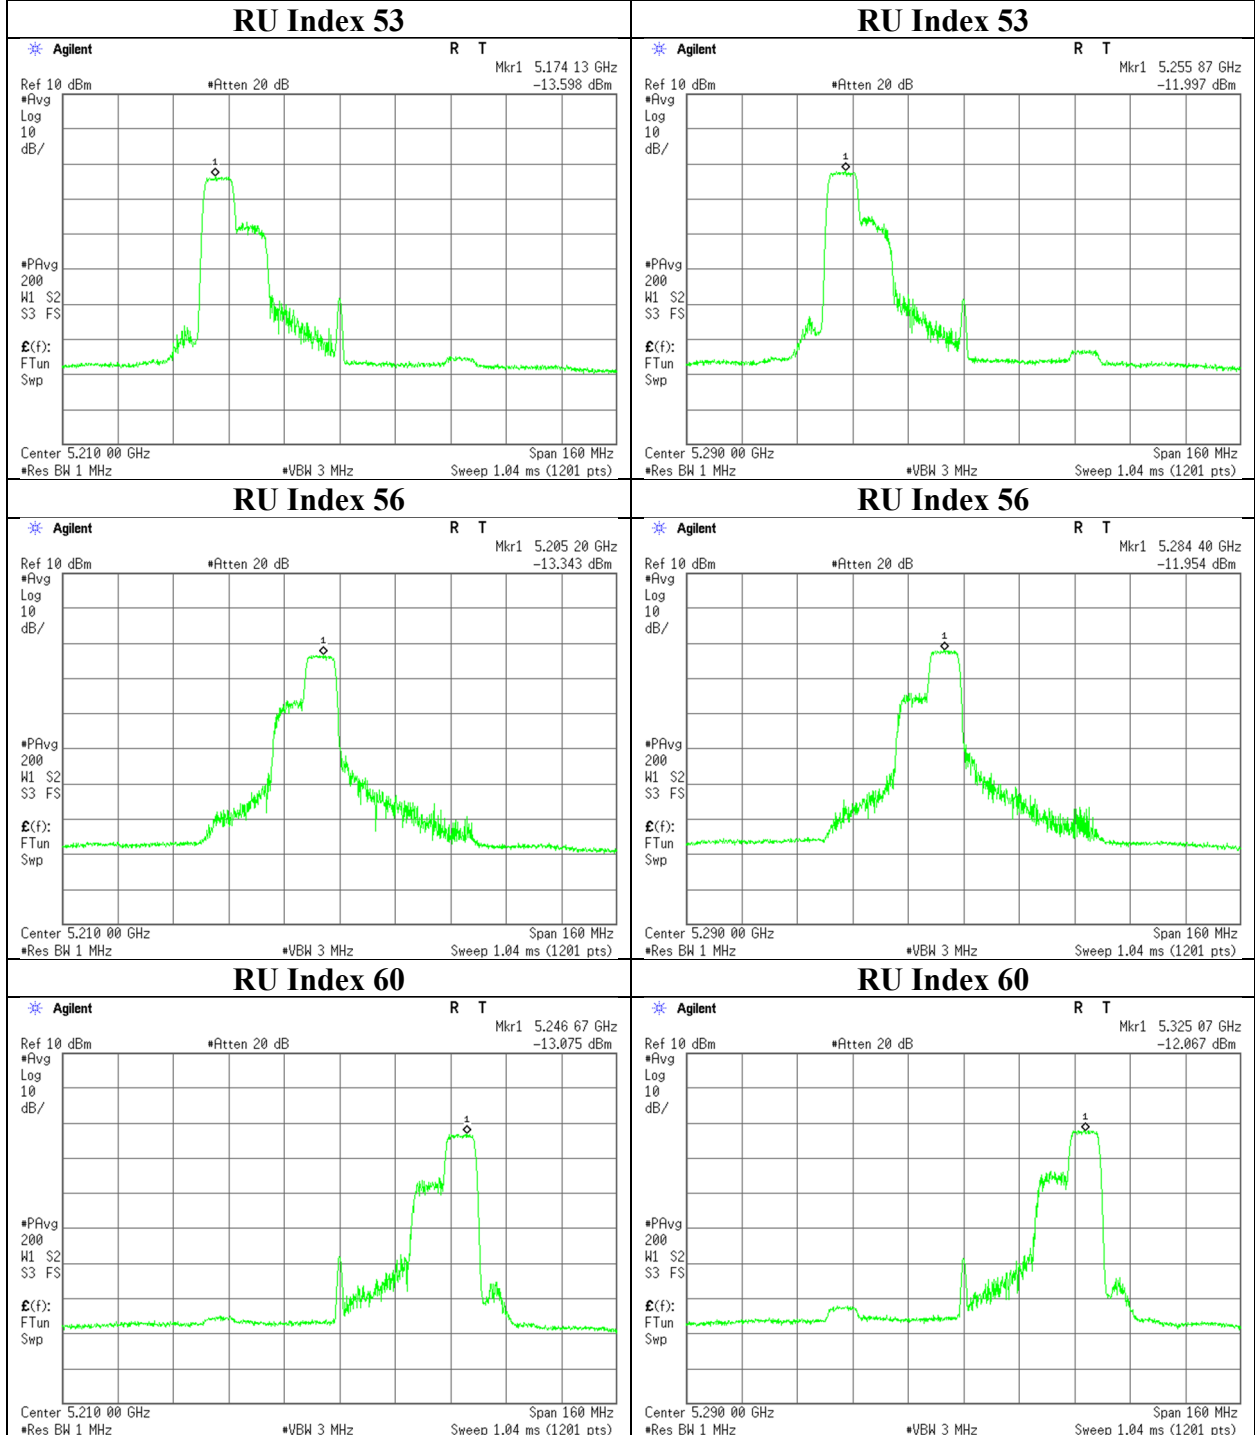 RU Index 53
Agilent R T
Mkr1 5.174 13 GHz
Ref 10 dBm #Atten 20 dB -13.598 dBm
#Avg
Log
10
dB/
1
#PAvg
200
W1 S2
S3 FS
£(f):
FTun
Swp
Center 5.210 00 GHz Span 160 MHz
#Res BW 1 MHz #VBW 3 MHz Sweep 1.04 ms (1201 pts)
RU Index 53
Agilent R T
Mkr1 5.255 87 GHz
Ref 10 dBm #Atten 20 dB -11.997 dBm
#Avg
Log
10
dB/
1
#PAvg
200
W1 S2
S3 FS
£(f):
FTun
Swp
Center 5.290 00 GHz Span 160 MHz
#Res BW 1 MHz #VBW 3 MHz Sweep 1.04 ms (1201 pts)
RU Index 56
Agilent R T
Mkr1 5.205 20 GHz
Ref 10 dBm #Atten 20 dB -13.343 dBm
#Avg
Log
10
dB/
1
#PAvg
200
W1 S2
S3 FS
£(f):
FTun
Swp
Center 5.210 00 GHz Span 160 MHz
#Res BW 1 MHz #VBW 3 MHz Sweep 1.04 ms (1201 pts)
RU Index 56
Agilent R T
Mkr1 5.284 40 GHz
Ref 10 dBm #Atten 20 dB -11.954 dBm
#Avg
Log
10
dB/
1
#PAvg
200
W1 S2
S3 FS
£(f):
FTun
Swp
Center 5.290 00 GHz Span 160 MHz
#Res BW 1 MHz #VBW 3 MHz Sweep 1.04 ms (1201 pts)
RU Index 60
Agilent R T
Mkr1 5.246 67 GHz
Ref 10 dBm #Atten 20 dB -13.075 dBm
#Avg
Log
10
dB/
1
#PAvg
200
W1 S2
S3 FS
£(f):
FTun
Swp
Center 5.210 00 GHz Span 160 MHz
#Res BW 1 MHz #VBW 3 MHz Sweep 1.04 ms (1201 pts)
RU Index 60
Agilent R T
Mkr1 5.325 07 GHz
Ref 10 dBm #Atten 20 dB -12.067 dBm
#Avg
Log
10
dB/
1
#PAvg
200
W1 S2
S3 FS
£(f):
FTun
Swp
Center 5.290 00 GHz Span 160 MHz
#Res BW 1 MHz #VBW 3 MHz Sweep 1.04 ms (1201 pts)